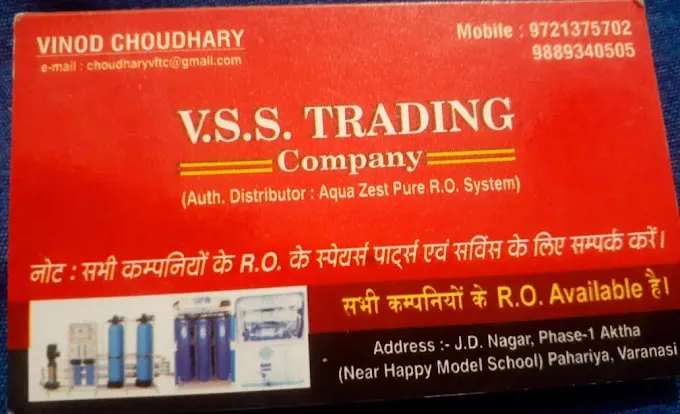 VINOD CHOUDHARY
e-mail : choudharyvftc@gmail.com
Mobile : 9721375702
9889340505
V.S.S. TRADING
Company
(Auth. Distributor : Aqua Zest Pure R.O. System)
नोट : सभी कम्पनियों के R.O. के स्पेयर्स पार्ट्स एवं सर्विस के लिए सम्पर्क करें।
सभी कम्पनियों के R.O. Available है।
Address :- J.D. Nagar, Phase-1 Aktha
(Near Happy Model School) Pahariya, Varanasi